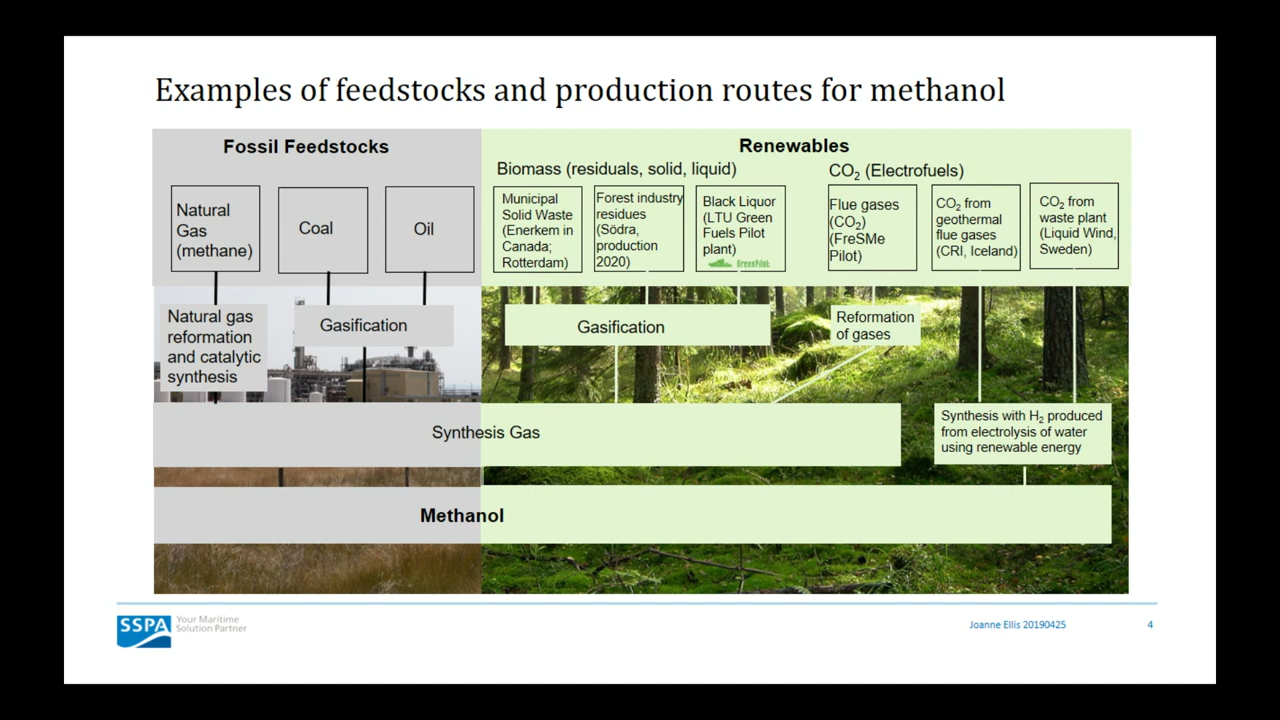 Examples of feedstocks and production routes for methanol
Fossil Feedstocks
Natural
Gas
(methane)
Coal
Oil
Renewables
Biomass (residuals, solid, liquid)
CO₂ (Electrofuels)
Municipal
Solid Waste
(Enerkem in
Canada;
Rotterdam)
Forest industry
residues
(Södra,
production
2020)
Black Liquor
(LTU Green
Fuels Pilot
plant)
GreenPilot
Flue gases
(CO₂)
(FreSMe
Pilot)
CO₂ from
geothermal
flue gases
(CRI, Iceland)
CO₂ from
waste plant
(Liquid Wind,
Sweden)
Natural gas
reformation
and catalytic
synthesis
Gasification
Gasification
Reformation
of gases
Synthesis Gas
Synthesis with H₂ produced
from electrolysis of water
using renewable energy
Methanol
SSPA
Your Maritime
Solution Partner
Joanne Ellis 20190425
4